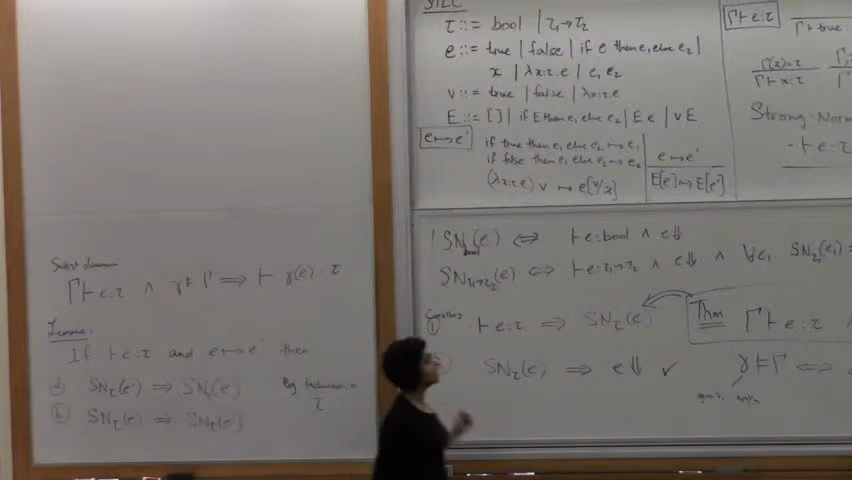 STLC
τ ::= bool | τ₁→τ₂
e ::= true | false | if e then e₁ else e₂ |
x | λx:τ.e | e₁ e₂
v ::= true | false | λx:τ.e
E ::= [] | if E then e₁ else e₂ | E e | v E
e ↦ e'
if true then e₁ else e₂ ↦ e₁
if false then e₁ else e₂ ↦ e₂
(λx:τ.e) v ↦ e[v/x]
e ↦ e'
E[e] ↦ E[e']
Γ ⊢ e:τ
Γ ⊢ true:
Γ(x)=τ
Γ ⊢ x:τ
Strong Norm
· ⊢ e:τ
SN_bool(e) ⇔ ⊢ e:bool ∧ e⇓
SN_τ₁→τ₂(e) ⇔ ⊢ e:τ₁→τ₂ ∧ e⇓ ∧ ∀e₁ SN_τ₁(e₁) ⇒
① ⊢ e:τ ⇒ SN_τ(e)
Thm Γ ⊢ e:τ
SN_τ(e) ⇒ e⇓ ✓
γ ⊨ Γ ⇔
Subst Lemma
Γ ⊢ e:τ ∧ γ ⊨ Γ ⇒ ⊢ γ(e) : τ
Lemma:
If ⊢ e:τ and e ↦ e' then
ⓐ SN_τ(e') ⇒ SN_τ(e)
ⓑ SN_τ(e) ⇒ SN_τ(e')
By Induction on
τ